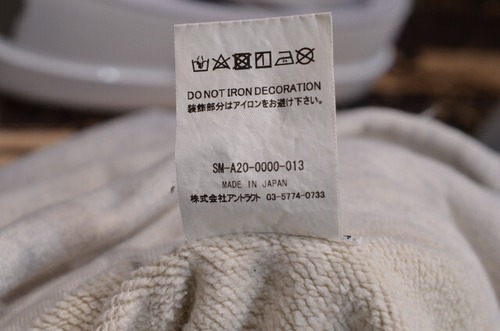 DO NOT IRON DECORATION
装飾部分はアイロンをお避け下さい。
SM-A20-0000-013
MADE IN JAPAN
株式会社アントラクト 03-5774-0733